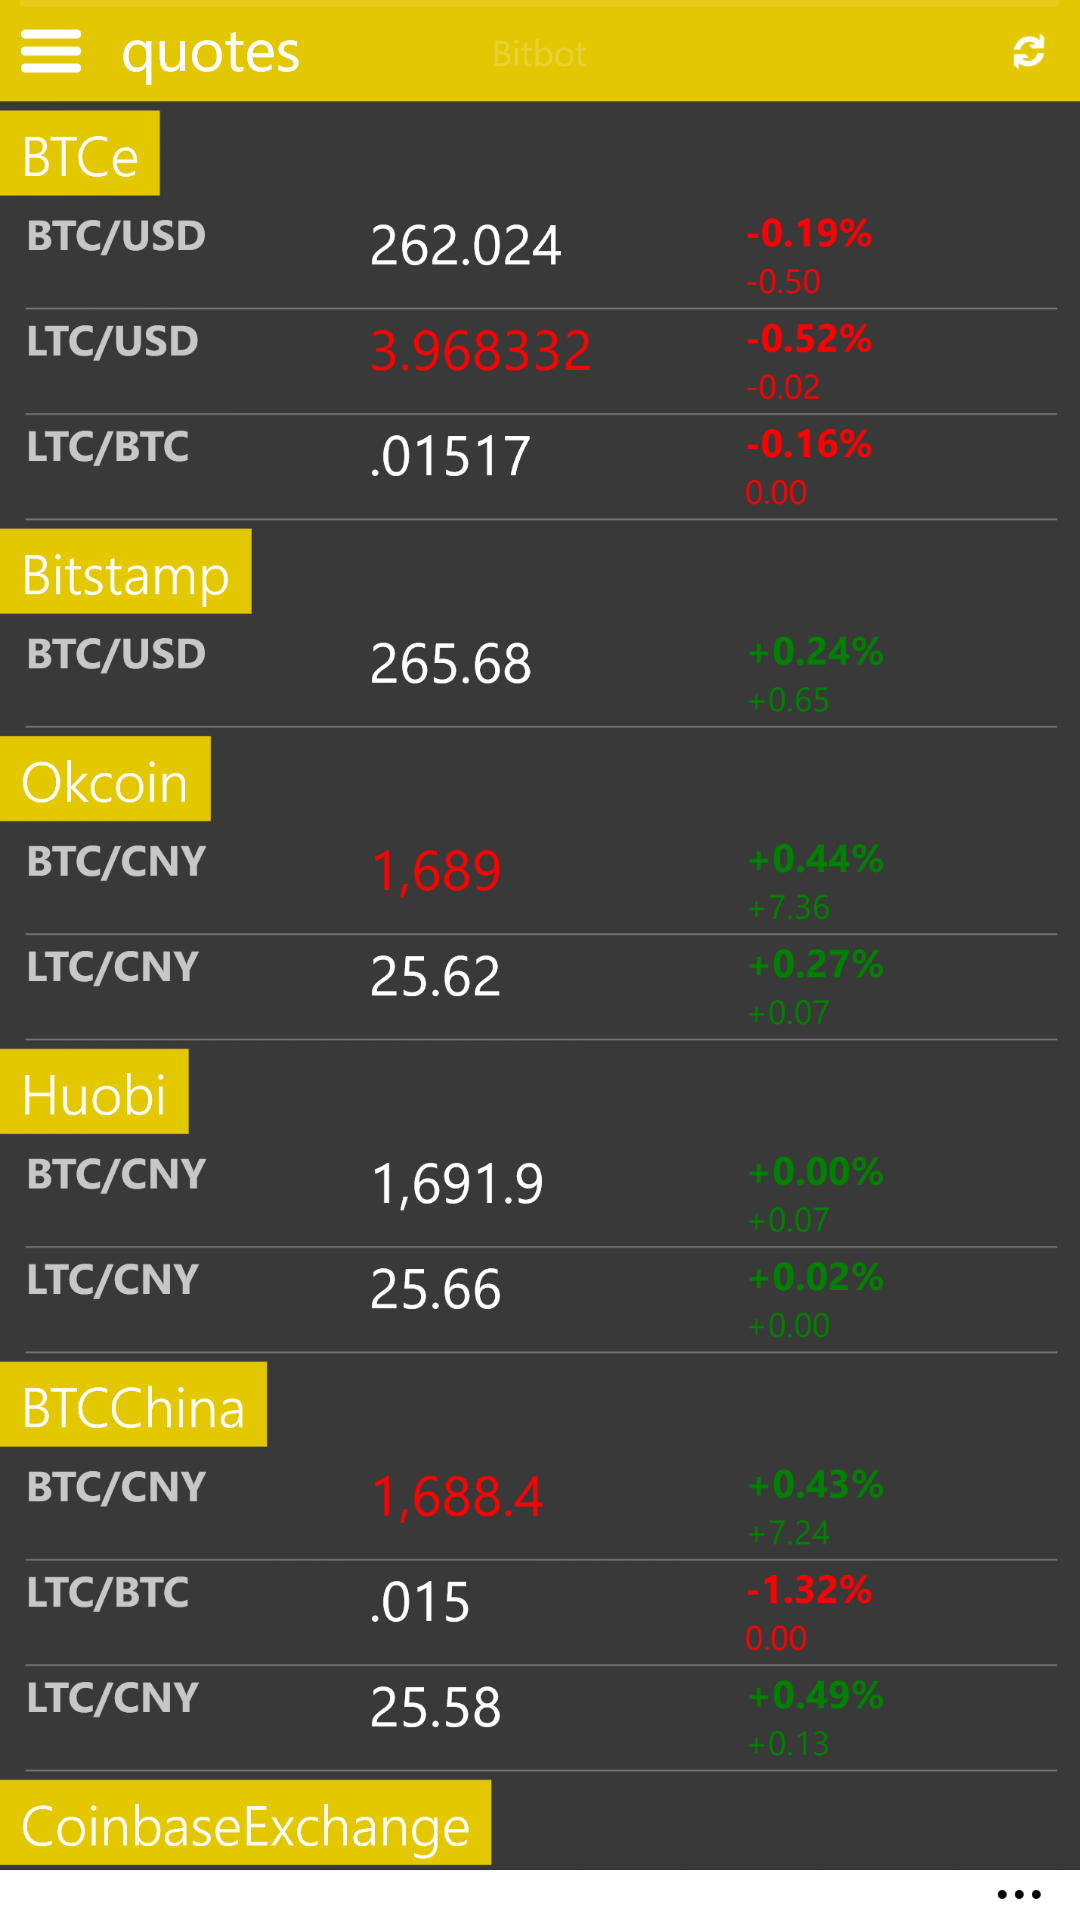 quotes Bitbot
BTCe
BTC/USD 262.024 -0.19%
-0.50
LTC/USD 3.968332 -0.52%
-0.02
LTC/BTC .01517 -0.16%
0.00
Bitstamp
BTC/USD 265.68 +0.24%
+0.65
Okcoin
BTC/CNY 1,689 +0.44%
+7.36
LTC/CNY 25.62 +0.27%
+0.07
Huobi
BTC/CNY 1,691.9 +0.00%
+0.07
LTC/CNY 25.66 +0.02%
+0.00
BTCChina
BTC/CNY 1,688.4 +0.43%
+7.24
LTC/BTC .015 -1.32%
0.00
LTC/CNY 25.58 +0.49%
+0.13
CoinbaseExchange